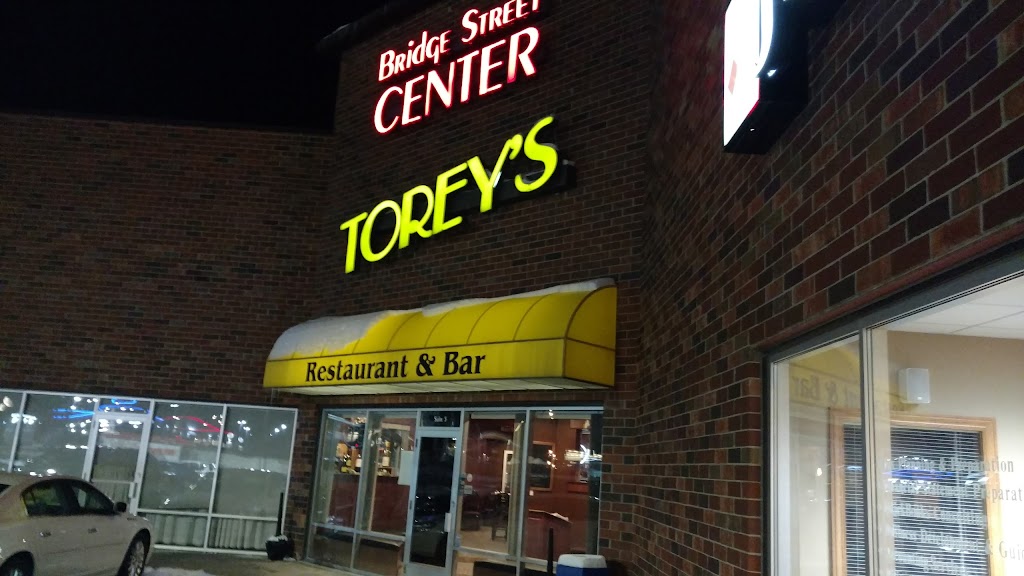 Bridge Street
CENTER
TOREY'S
Restaurant & Bar